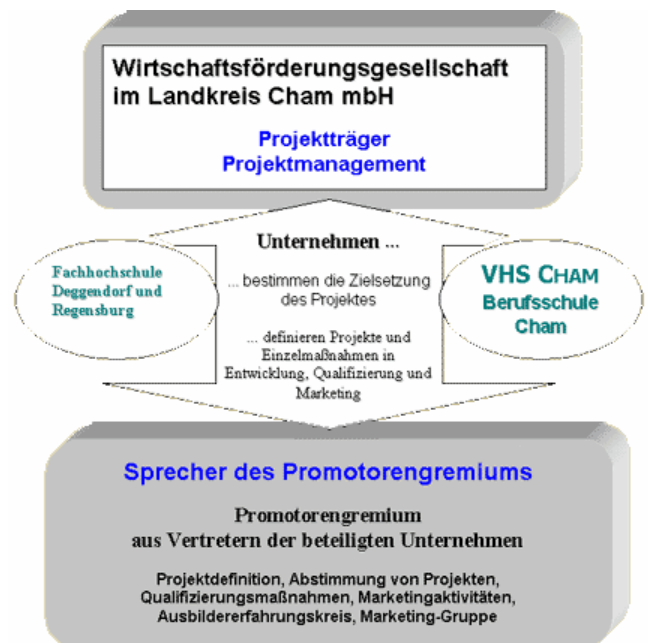 Wirtschaftsförderungsgesellschaft
im Landkreis Cham mbH
Projektträger
Projektmanagement
Unternehmen ...
... bestimmen die Zielsetzung
des Projektes
... definieren Projekte und
Einzelmaßnahmen in
Entwicklung, Qualifizierung und
Marketing
Fachhochschule
Deggendorf und
Regensburg
VHS CHAM
Berufsschule
Cham
Sprecher des Promotorengremiums
Promotorengremium
aus Vertretern der beteiligten Unternehmen
Projektdefinition, Abstimmung von Projekten,
Qualifizierungsmaßnahmen, Marketingaktivitäten,
Ausbildererfahrungskreis, Marketing-Gruppe